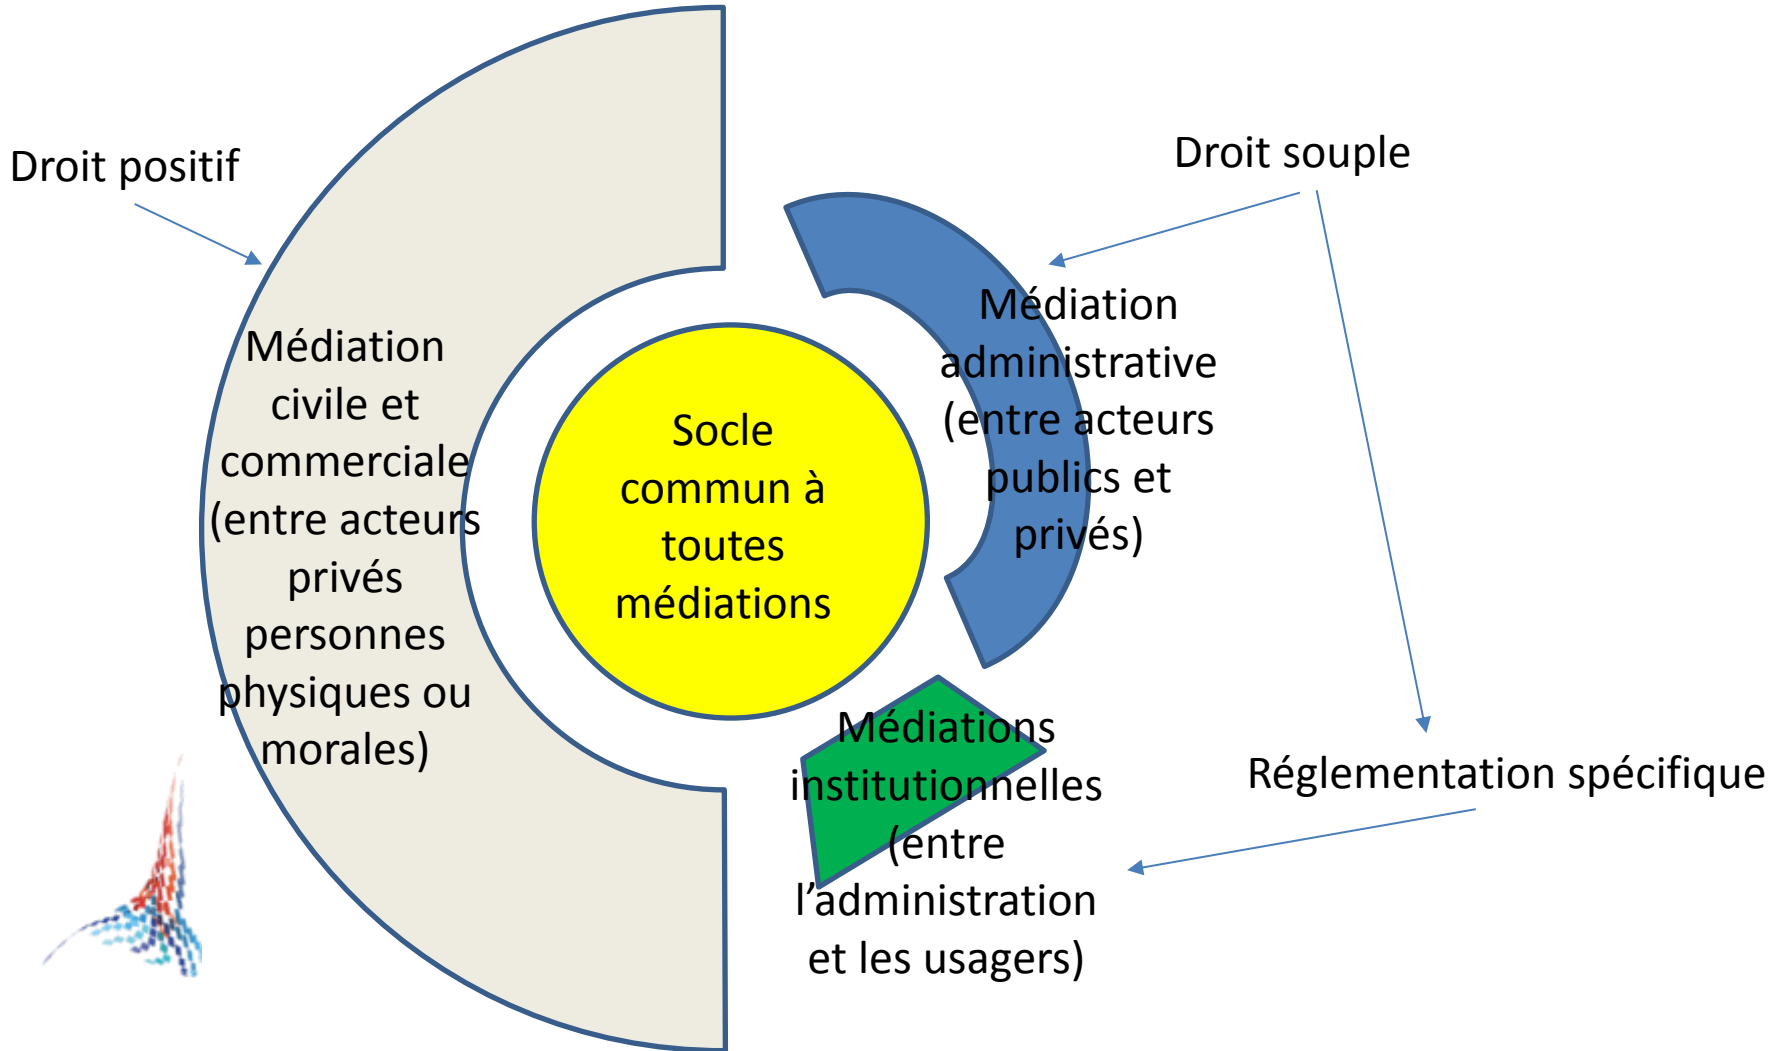 Droit positif
Droit souple
Médiation
civile et
commerciale
(entre acteurs
privés
personnes
physiques ou
morales)
Socle
commun à
toutes
médiations
Médiation
administrative
(entre acteurs
publics et
privés)
Médiations
institutionnelles
(entre
l’administration
et les usagers)
Réglementation spécifique